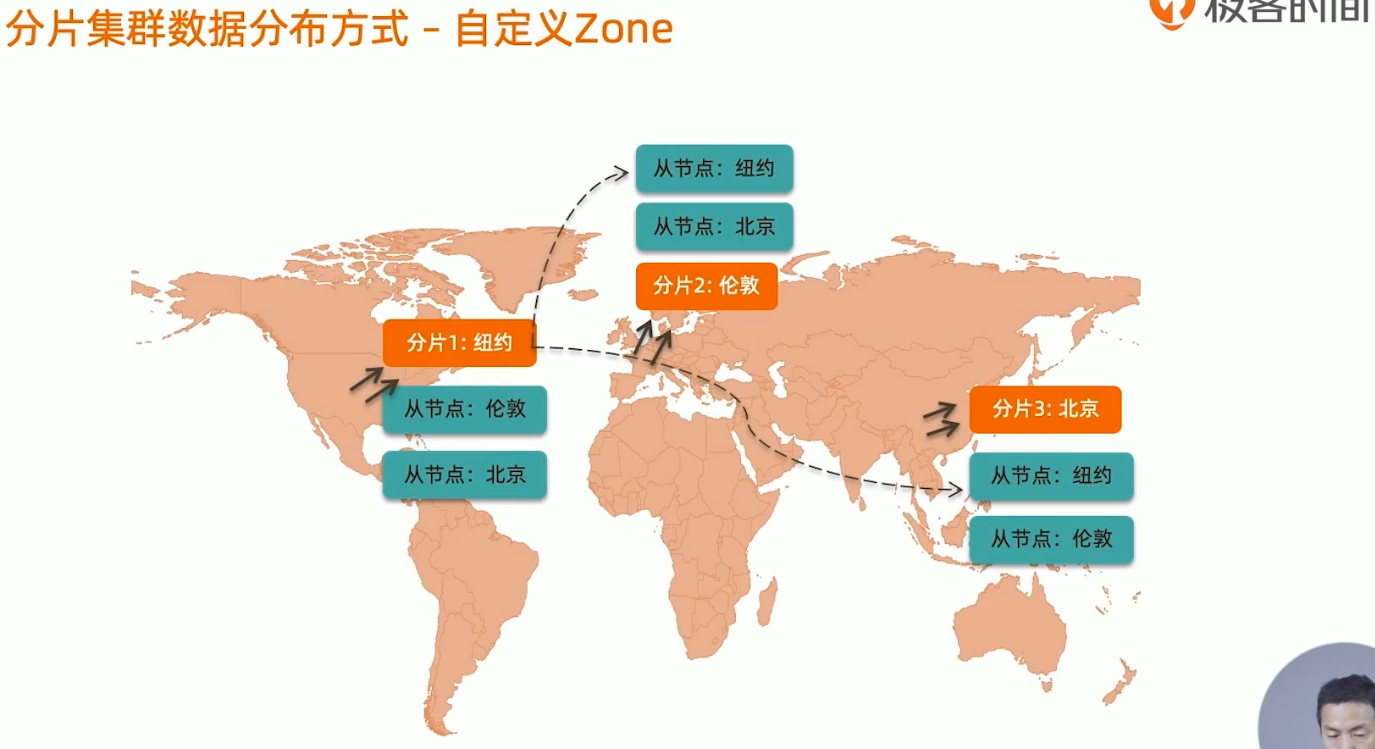 分片集群数据分布方式 – 自定义Zone
极客时间
从节点：纽约
从节点：北京
分片2: 伦敦
分片1: 纽约
从节点：伦敦
从节点：北京
分片3: 北京
从节点：纽约
从节点：伦敦